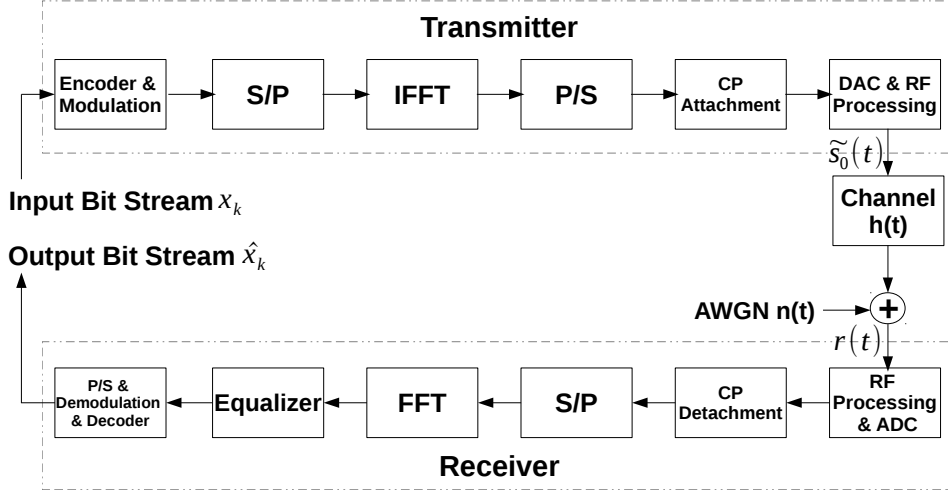 Transmitter
Encoder &
Modulation
S/P
IFFT
P/S
CP
Attachment
DAC & RF
Processing
s̃₀(t)
Input Bit Stream xₖ
Channel
h(t)
Output Bit Stream x̂ₖ
AWGN n(t)
+
r(t)
P/S &
Demodulation
& Decoder
Equalizer
FFT
S/P
CP
Detachment
RF
Processing
& ADC
Receiver